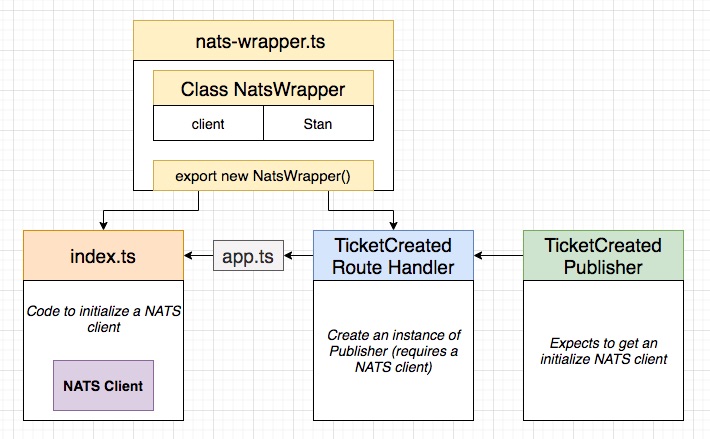 nats-wrapper.ts
Class NatsWrapper
client
Stan
export new NatsWrapper()
index.ts
app.ts
TicketCreated
Route Handler
TicketCreated
Publisher
Code to initialize a NATS
client
NATS Client
Create an instance of
Publisher (requires a
NATS client)
Expects to get an
initialize NATS client